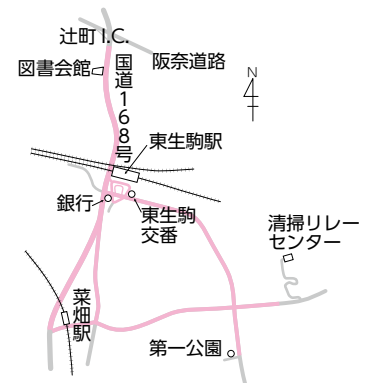 辻町I.C.
阪奈道路
図書会館
国道168号
N
東生駒駅
銀行
東生駒
交番
清掃リレー
センター
菜畑駅
第一公園